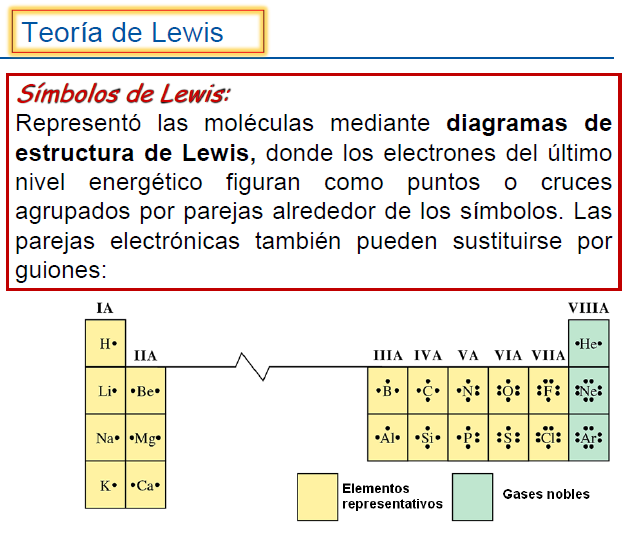 Teoría de Lewis
Símbolos de Lewis:
Representó las moléculas mediante diagramas de
estructura de Lewis, donde los electrones del último
nivel energético figuran como puntos o cruces
agrupados por parejas alrededor de los símbolos. Las
parejas electrónicas también pueden sustituirse por
guiones:
IA VIIIA
H• •He•
IIA IIIA IVA VA VIA VIIA
Li• •Be• B C N O F Ne
Na• •Mg• Al Si P S Cl Ar
K• •Ca•
Elementos
representativos
Gases nobles